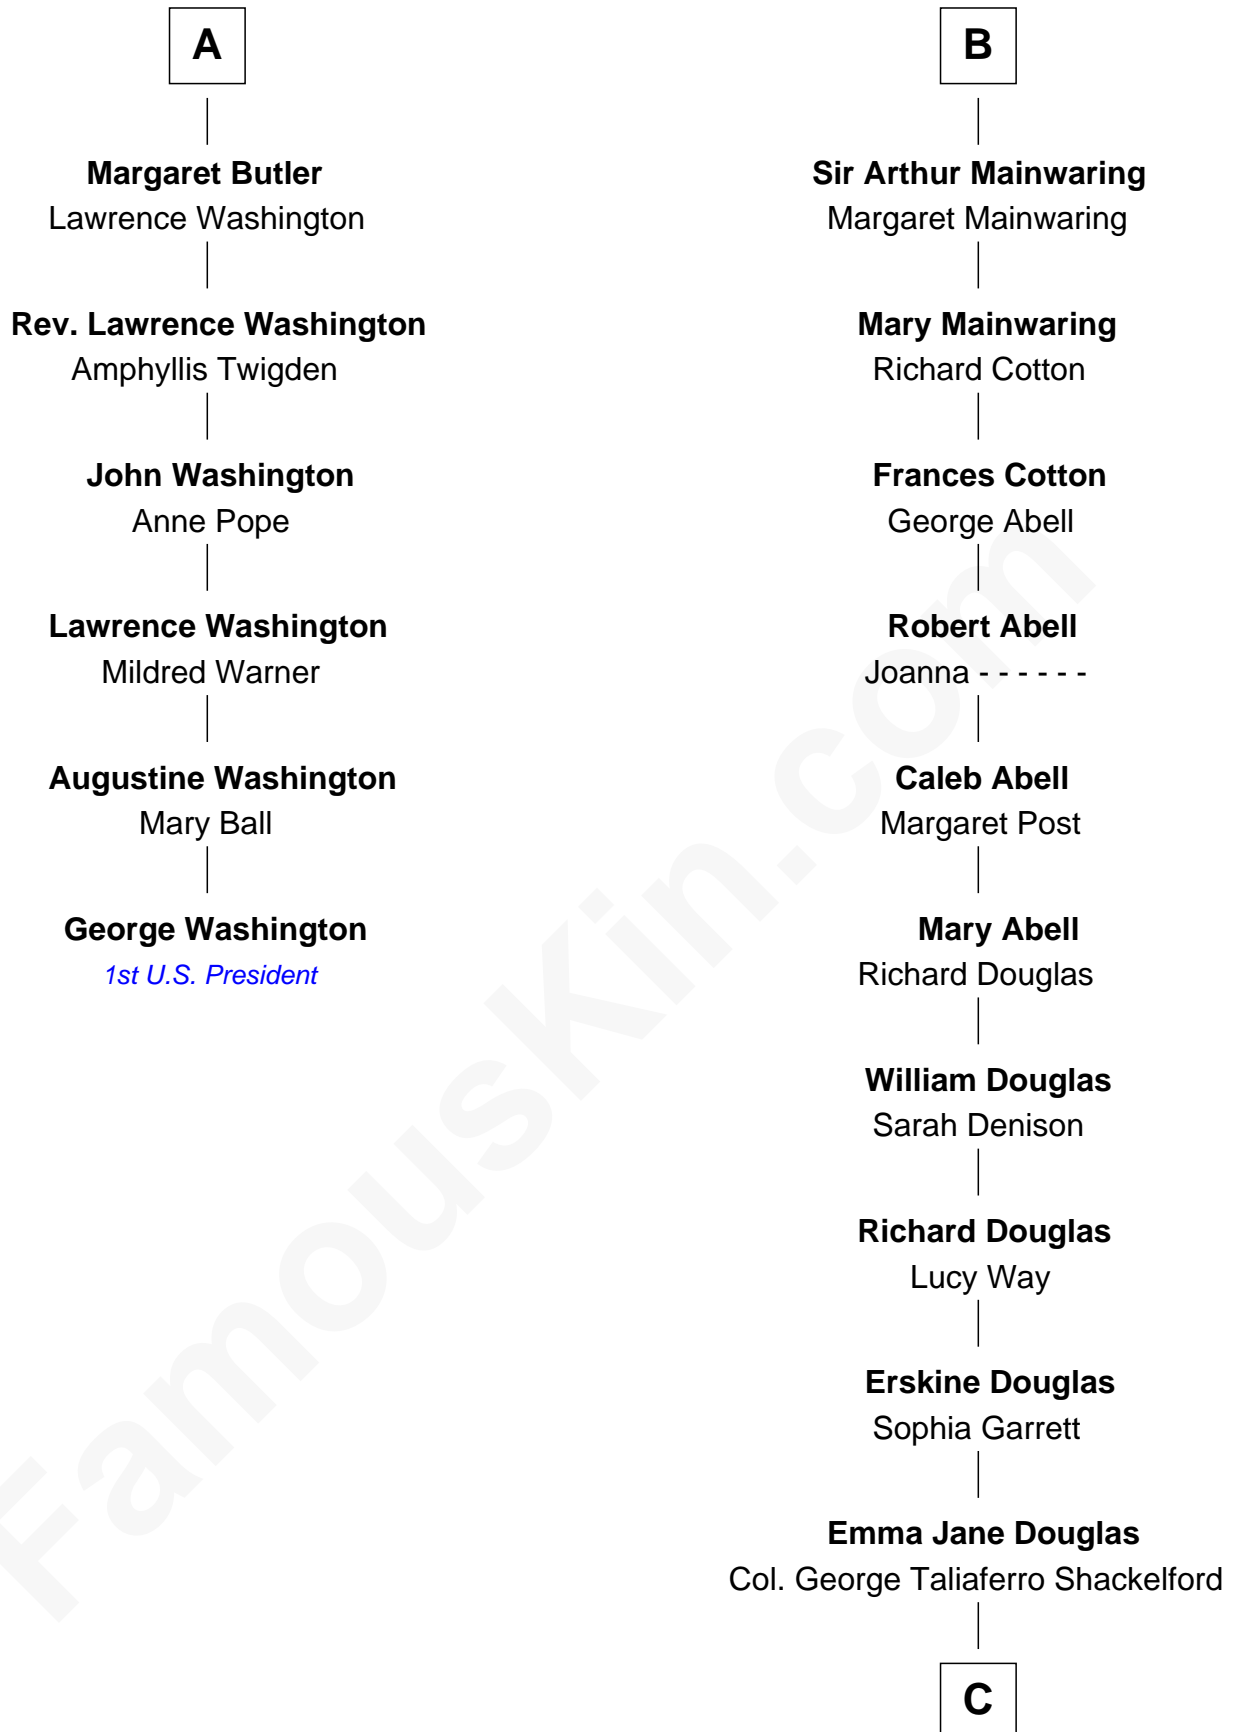 A
Margaret Butler
Lawrence Washington
Rev. Lawrence Washington
Amphyllis Twigden
John Washington
Anne Pope
Lawrence Washington
Mildred Warner
Augustine Washington
Mary Ball
George Washington
1st U.S. President
B
Sir Arthur Mainwaring
Margaret Mainwaring
Mary Mainwaring
Richard Cotton
Frances Cotton
George Abell
Robert Abell
Joanna - - - - - -
Caleb Abell
Margaret Post
Mary Abell
Richard Douglas
William Douglas
Sarah Denison
Richard Douglas
Lucy Way
Erskine Douglas
Sophia Garrett
Emma Jane Douglas
Col. George Taliaferro Shackelford
C
FamousKin.com